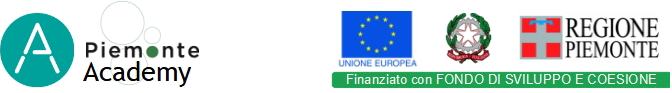 A
Piemonte
Academy
UNIONE EUROPEA
REGIONE
PIEMONTE
Finanziato con FONDO DI SVILUPPO E COESIONE